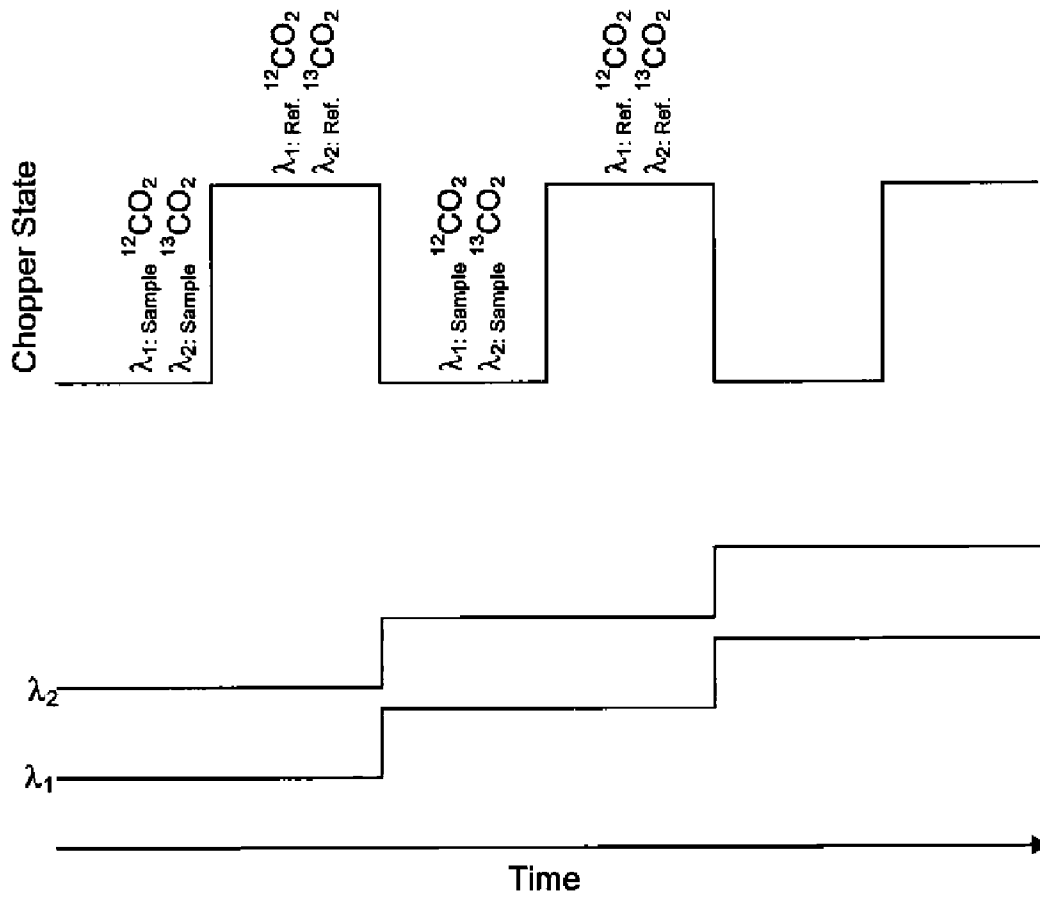 Chopper State
λ₁: Sample ¹²CO₂
λ₂: Sample ¹³CO₂
λ₁: Ref. ¹²CO₂
λ₂: Ref. ¹³CO₂
λ₁: Sample ¹²CO₂
λ₂: Sample ¹³CO₂
λ₁: Ref. ¹²CO₂
λ₂: Ref. ¹³CO₂
λ₂
λ₁
Time